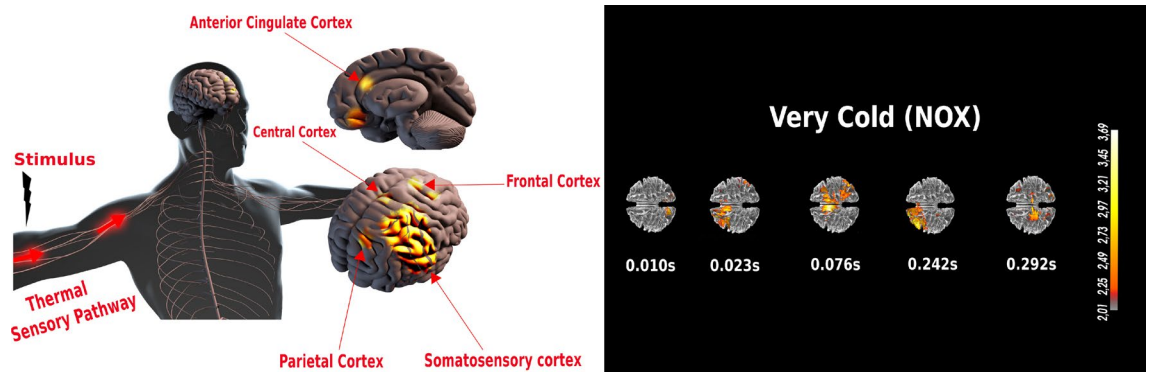 Anterior Cingulate Cortex
Central Cortex
Stimulus
Frontal Cortex
Thermal
Sensory Pathway
Parietal Cortex
Somatosensory cortex
Very Cold (NOX)
0.010s
0.023s
0.076s
0.242s
0.292s
2,01 2,25 2,49 2,73 2,97 3,21 3,45 3,69